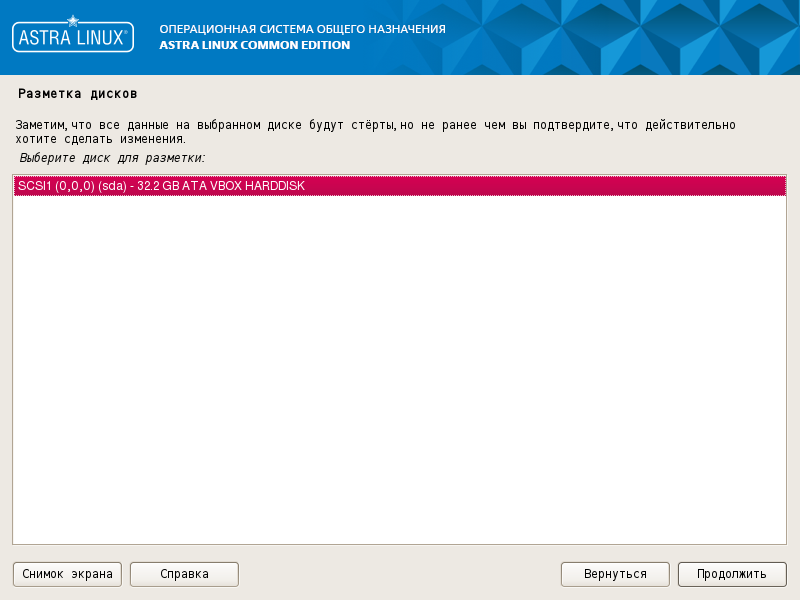 ASTRA LINUX®
ОПЕРАЦИОННАЯ СИСТЕМА ОБЩЕГО НАЗНАЧЕНИЯ
ASTRA LINUX COMMON EDITION
Разметка дисков
Заметим, что все данные на выбранном диске будут стёрты, но не ранее чем вы подтвердите, что действительно
хотите сделать изменения.
Выберите диск для разметки:
SCSI1 (0,0,0) (sda) - 32.2 GB ATA VBOX HARDDISK
Снимок экрана Справка Вернуться Продолжить